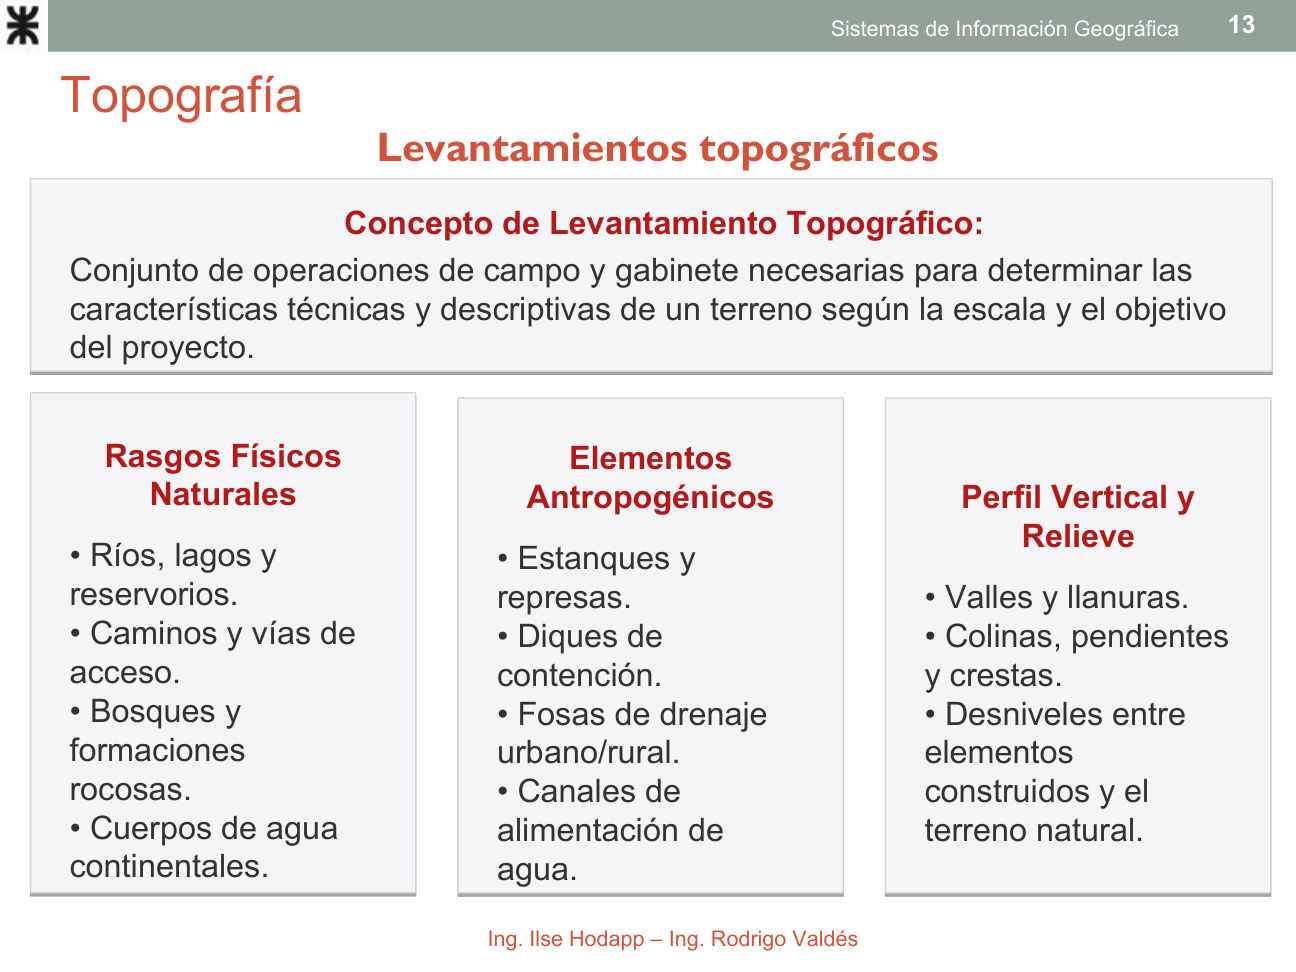 Sistemas de Información Geográfica 13
Topografía
Levantamientos topográficos
Concepto de Levantamiento Topográfico:
Conjunto de operaciones de campo y gabinete necesarias para determinar las
características técnicas y descriptivas de un terreno según la escala y el objetivo
del proyecto.
Rasgos Físicos
Naturales
• Ríos, lagos y
reservorios.
• Caminos y vías de
acceso.
• Bosques y
formaciones
rocosas.
• Cuerpos de agua
continentales.
Elementos
Antropogénicos
• Estanques y
represas.
• Diques de
contención.
• Fosas de drenaje
urbano/rural.
• Canales de
alimentación de
agua.
Perfil Vertical y
Relieve
• Valles y llanuras.
• Colinas, pendientes
y crestas.
• Desniveles entre
elementos
construidos y el
terreno natural.
Ing. Ilse Hodapp – Ing. Rodrigo Valdés